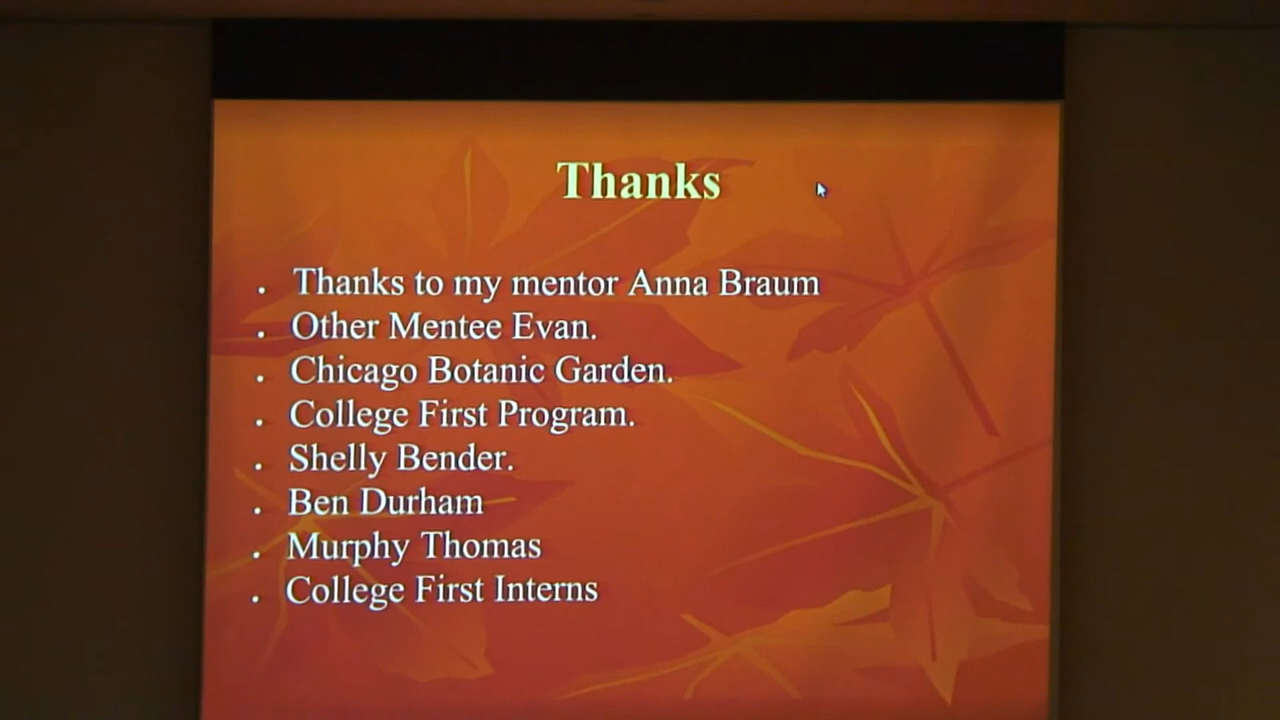 Thanks
. Thanks to my mentor Anna Braum
. Other Mentee Evan.
. Chicago Botanic Garden.
. College First Program.
. Shelly Bender.
. Ben Durham
. Murphy Thomas
. College First Interns